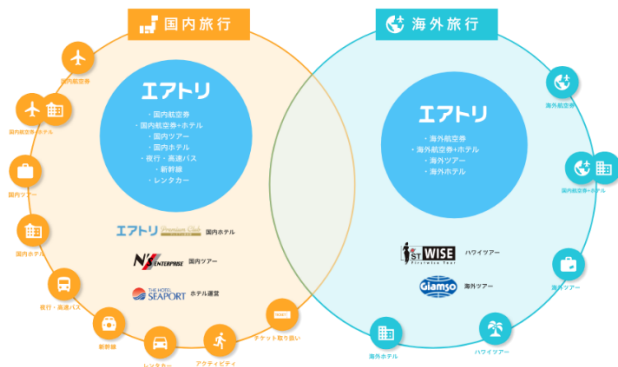 国内旅行
海外旅行
エアトリ
・国内航空券
・国内航空券+ホテル
・国内ツアー
・国内ホテル
・夜行・高速バス
・新幹線
・レンタカー
エアトリ
・海外航空券
・海外航空券+ホテル
・海外ツアー
・海外ホテル
国内航空券
国内航空券+ホテル
国内ツアー
国内ホテル
夜行・高速バス
新幹線
レンタカー
アクティビティ
チケット取り扱い
エアトリ Premium Club 国内ホテル
N's ENTERPRISE 国内ツアー
THE HOTEL SEAPORT ホテル運営
1ST WISE Firstwise Tour ハワイツアー
Giamso 海外ツアー
海外航空券
国内航空券+ホテル
海外ツアー
ハワイツアー
海外ホテル